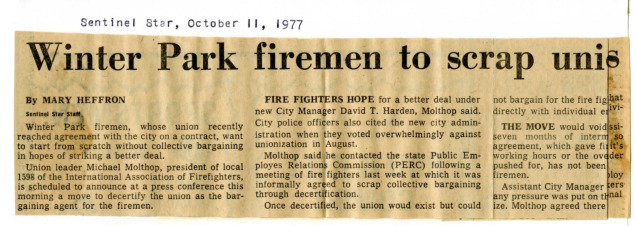 Sentinel Star, October 11, 1977
Winter Park firemen to scrap unis
By MARY HEFFRON
Sentinel Star Staff
Winter Park firemen, whose union recently
reached agreement with the city on a contract, want
to start from scratch without collective bargaining
in hopes of striking a better deal.
Union leader Michael Molthop, president of local
1598 of the International Association of Firefighters,
is scheduled to announce at a press conference this
morning a move to decertify the union as the bar-
gaining agent for the firemen.
FIRE FIGHTERS HOPE for a better deal under
new City Manager David T. Harden, Molthop said.
City police officers also cited the new city admin-
istration when they voted overwhelmingly against
unionization in August.
Molthop said he contacted the state Public Em-
ployes Relations Commission (PERC) following a
meeting of fire fighters last week at which it was
informally agreed to scrap collective bargaining
through decertification.
Once decertified, the union woud exist but could
not bargain for the fire fig
directly with individual
THE MOVE would void
seven months of
agreement, which gave
working hours or the
pushed for, has not been
firemen.
Assistant City Manager
any pressure was put on
ize. Molthop agreed there
hat
ivi-
ssi-
so
it's
der
ploy
ers
nal